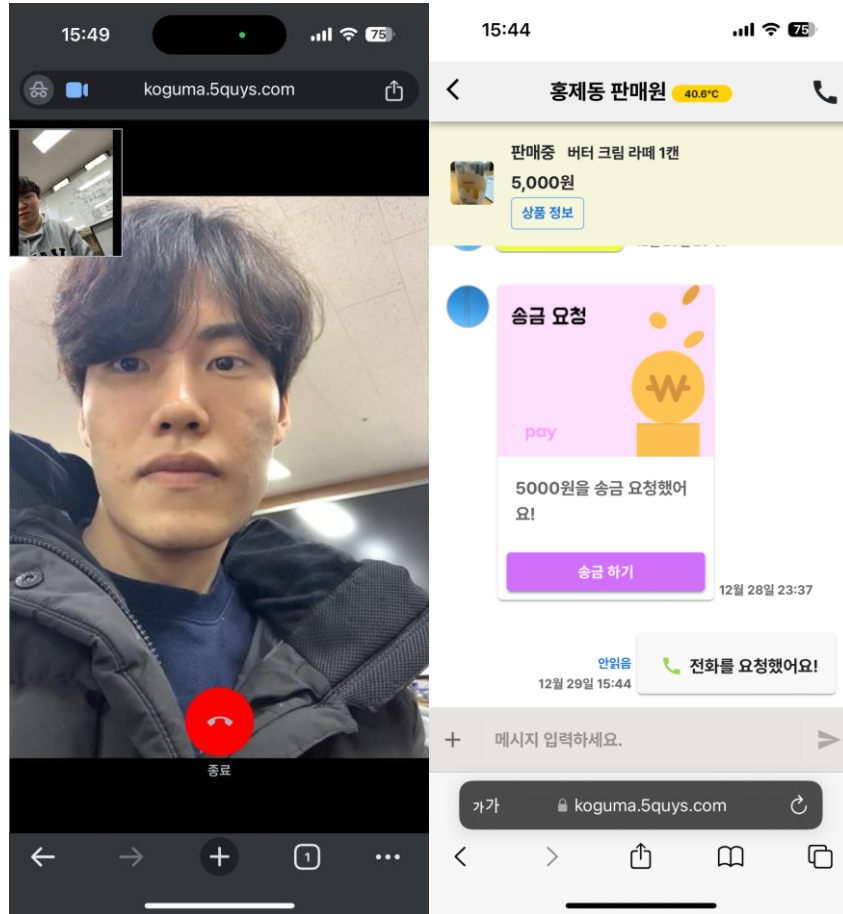 15:49
75
koguma.5quys.com
종료
1
15:44
75
홍제동 판매원 40.6°C
판매중 버터 크림 라떼 1캔
5,000원
상품 정보
송금 요청
pay
5000원을 송금 요청했어
요!
송금 하기
12월 28일 23:37
안읽음
12월 29일 15:44
전화를 요청했어요!
메시지 입력하세요.
가가 koguma.5quys.com